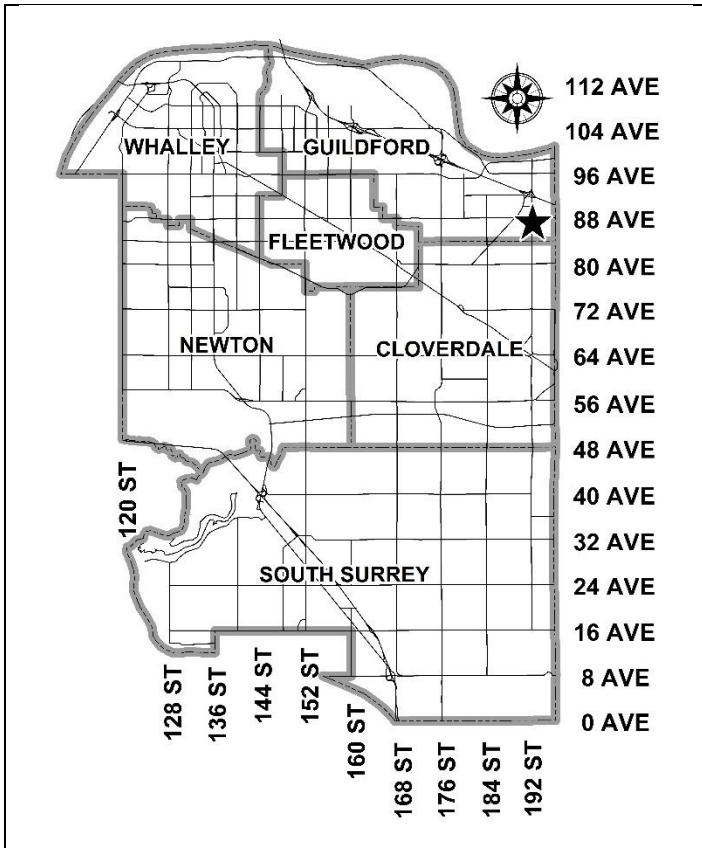 112 AVE
104 AVE
WHALLEY
GUILDFORD
96 AVE
88 AVE
FLEETWOOD
80 AVE
72 AVE
NEWTON
CLOVERDALE
64 AVE
56 AVE
48 AVE
120 ST
40 AVE
32 AVE
SOUTH SURREY
24 AVE
16 AVE
8 AVE
0 AVE
128 ST
136 ST
144 ST
152 ST
160 ST
168 ST
176 ST
184 ST
192 ST